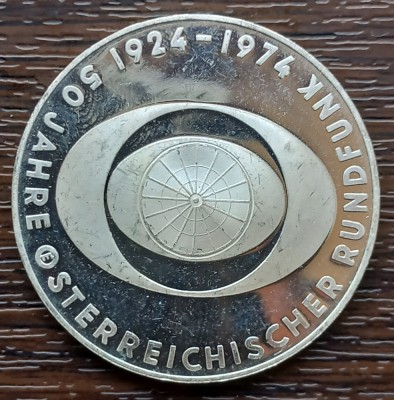 50 JAHRE ÖSTERREICHISCHER RUNDFUNK
1924–1974